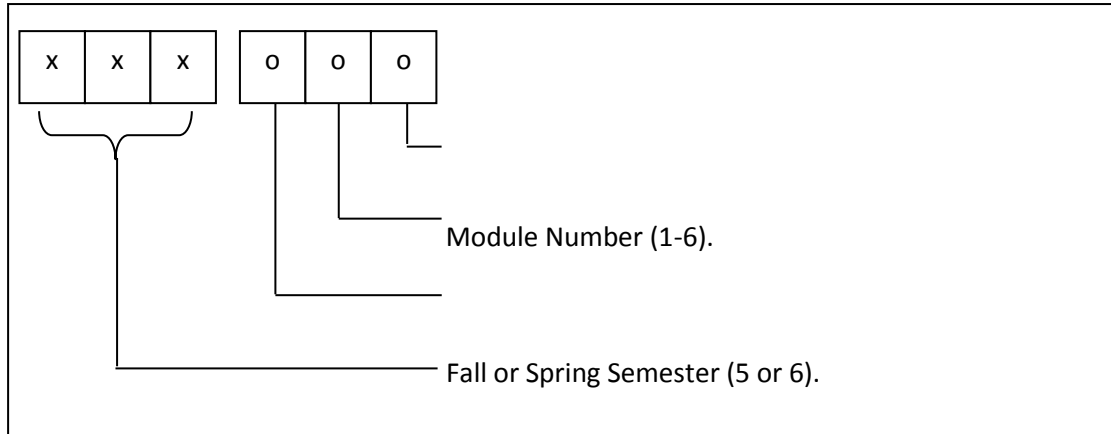 x x x o o o
Module Number (1-6).
Fall or Spring Semester (5 or 6).